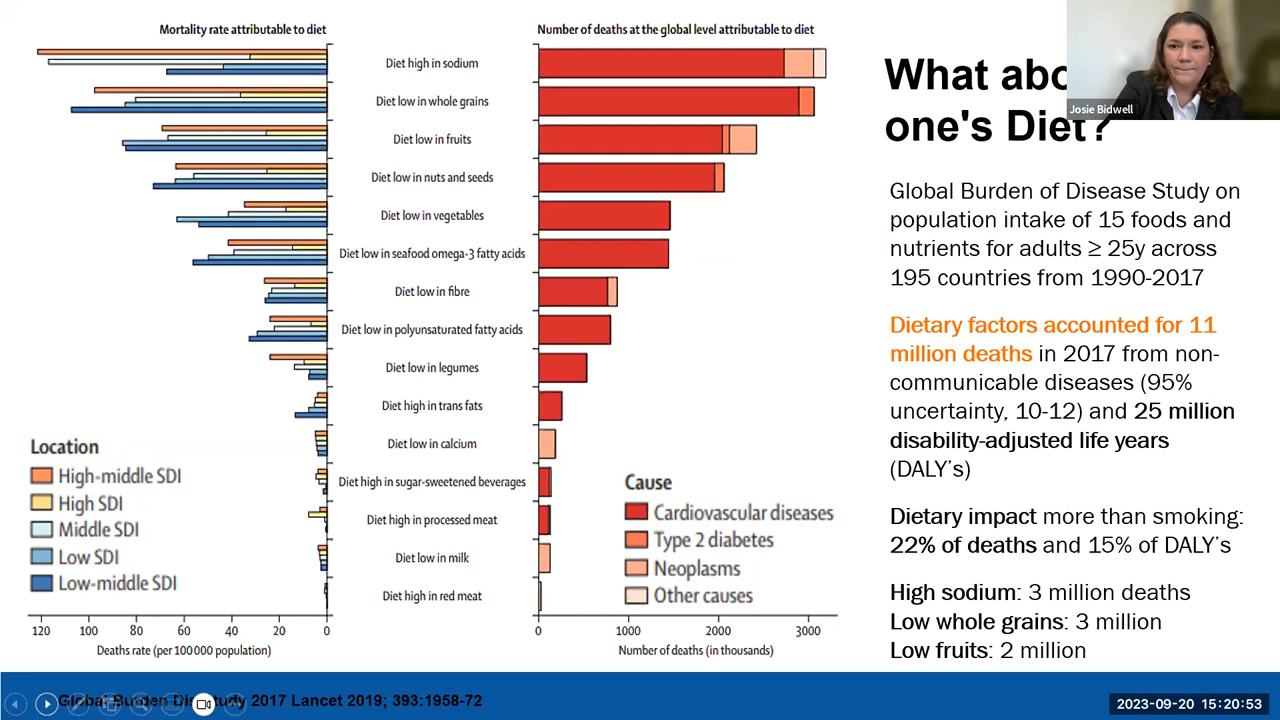 Mortality rate attributable to diet
Number of deaths at the global level attributable to diet
Diet high in sodium
Diet low in whole grains
Diet low in fruits
Diet low in nuts and seeds
Diet low in vegetables
Diet low in seafood omega-3 fatty acids
Diet low in fibre
Diet low in polyunsaturated fatty acids
Diet low in legumes
Diet high in trans fats
Diet low in calcium
Diet high in sugar-sweetened beverages
Diet high in processed meat
Diet low in milk
Diet high in red meat
Location
High-middle SDI
High SDI
Middle SDI
Low SDI
Low-middle SDI
Cause
Cardiovascular diseases
Type 2 diabetes
Neoplasms
Other causes
120 100 80 60 40 20 0
Deaths rate (per 100 000 population)
0 1000 2000 3000
Number of deaths (in thousands)
What
one's Diet?
Josie Bidwell
Global Burden of Disease Study on
population intake of 15 foods and
nutrients for adults ≥ 25y across
195 countries from 1990-2017
Dietary factors accounted for 11
million deaths in 2017 from non-
communicable diseases (95%
uncertainty, 10-12) and 25 million
disability-adjusted life years
(DALY's)
Dietary impact more than smoking:
22% of deaths and 15% of DALY's
High sodium: 3 million deaths
Low whole grains: 3 million
Low fruits: 2 million
Global Burden 2017 Lancet 2019; 393:1958-72
2023-09-20 15:20:53